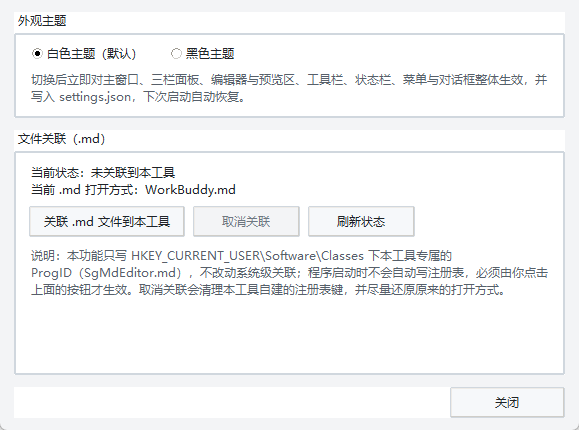 外观主题
白色主题（默认） 黑色主题
切换后立即对主窗口、三栏面板、编辑器与预览区、工具栏、状态栏、菜单与对话框整体生效，并
写入 settings.json，下次启动自动恢复。
文件关联（.md）
当前状态：未关联到本工具
当前 .md 打开方式：WorkBuddy.md
关联 .md 文件到本工具 取消关联 刷新状态
说明：本功能只写 HKEY_CURRENT_USER\Software\Classes 下本工具专属的
ProgID（SgMdEditor.md），不改动系统级关联；程序启动时不会自动写注册表，必须由你点击
上面的按钮才生效。取消关联会清理本工具自建的注册表键，并尽量还原原来的打开方式。
关闭